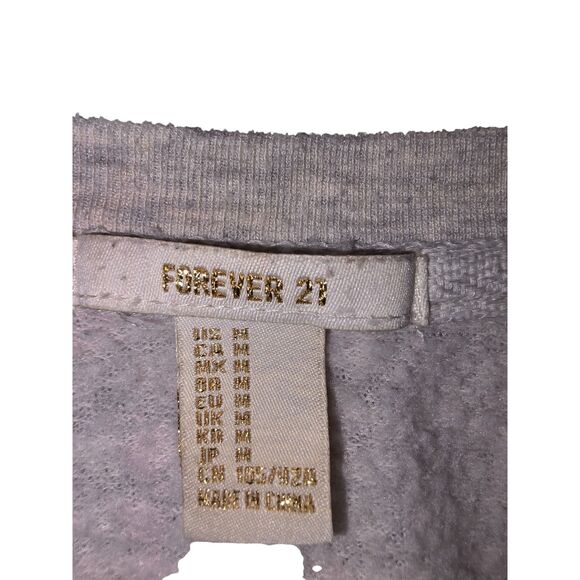 FOREVER 21
US M
CA M
MX M
BR M
EU M
UK M
KR M
JP M
CN 165/92A
MADE IN CHINA